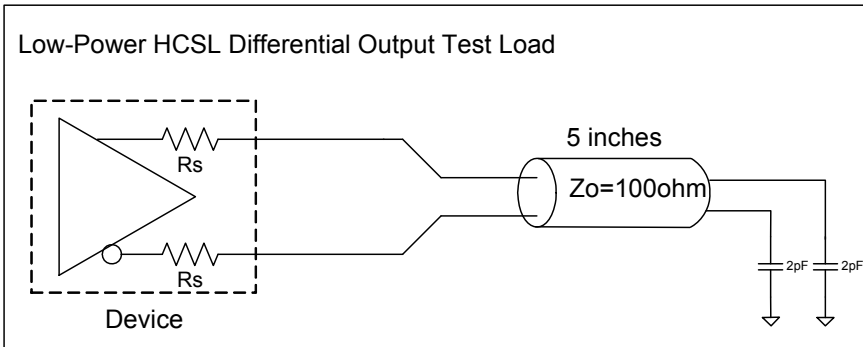 Low-Power HCSL Differential Output Test Load
Rs
Rs
Device
5 inches
Zo=100ohm
2pF
2pF